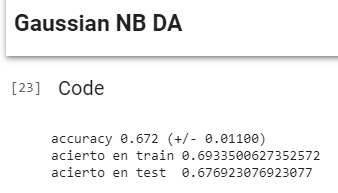 Gaussian NB DA
[23] Code
accuracy 0.672 (+/- 0.01100)
acierto en train 0.6933500627352572
acierto en test 0.676923076923077